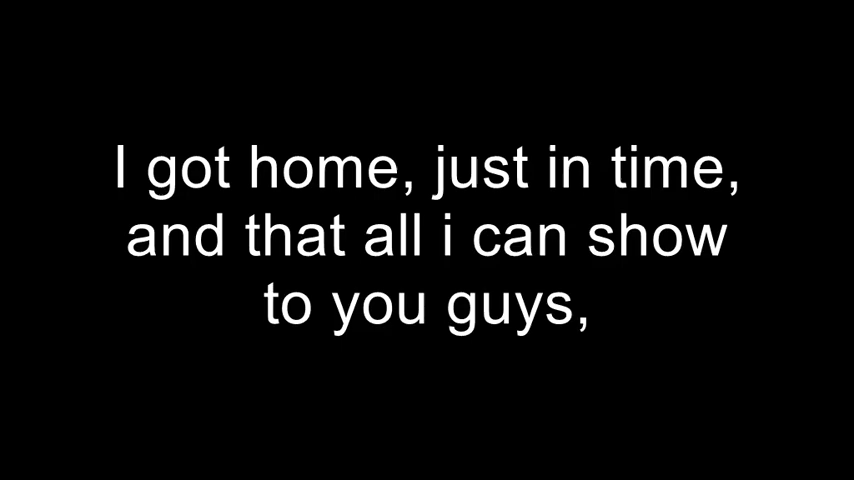 I got home, just in time,
and that all i can show
to you guys,